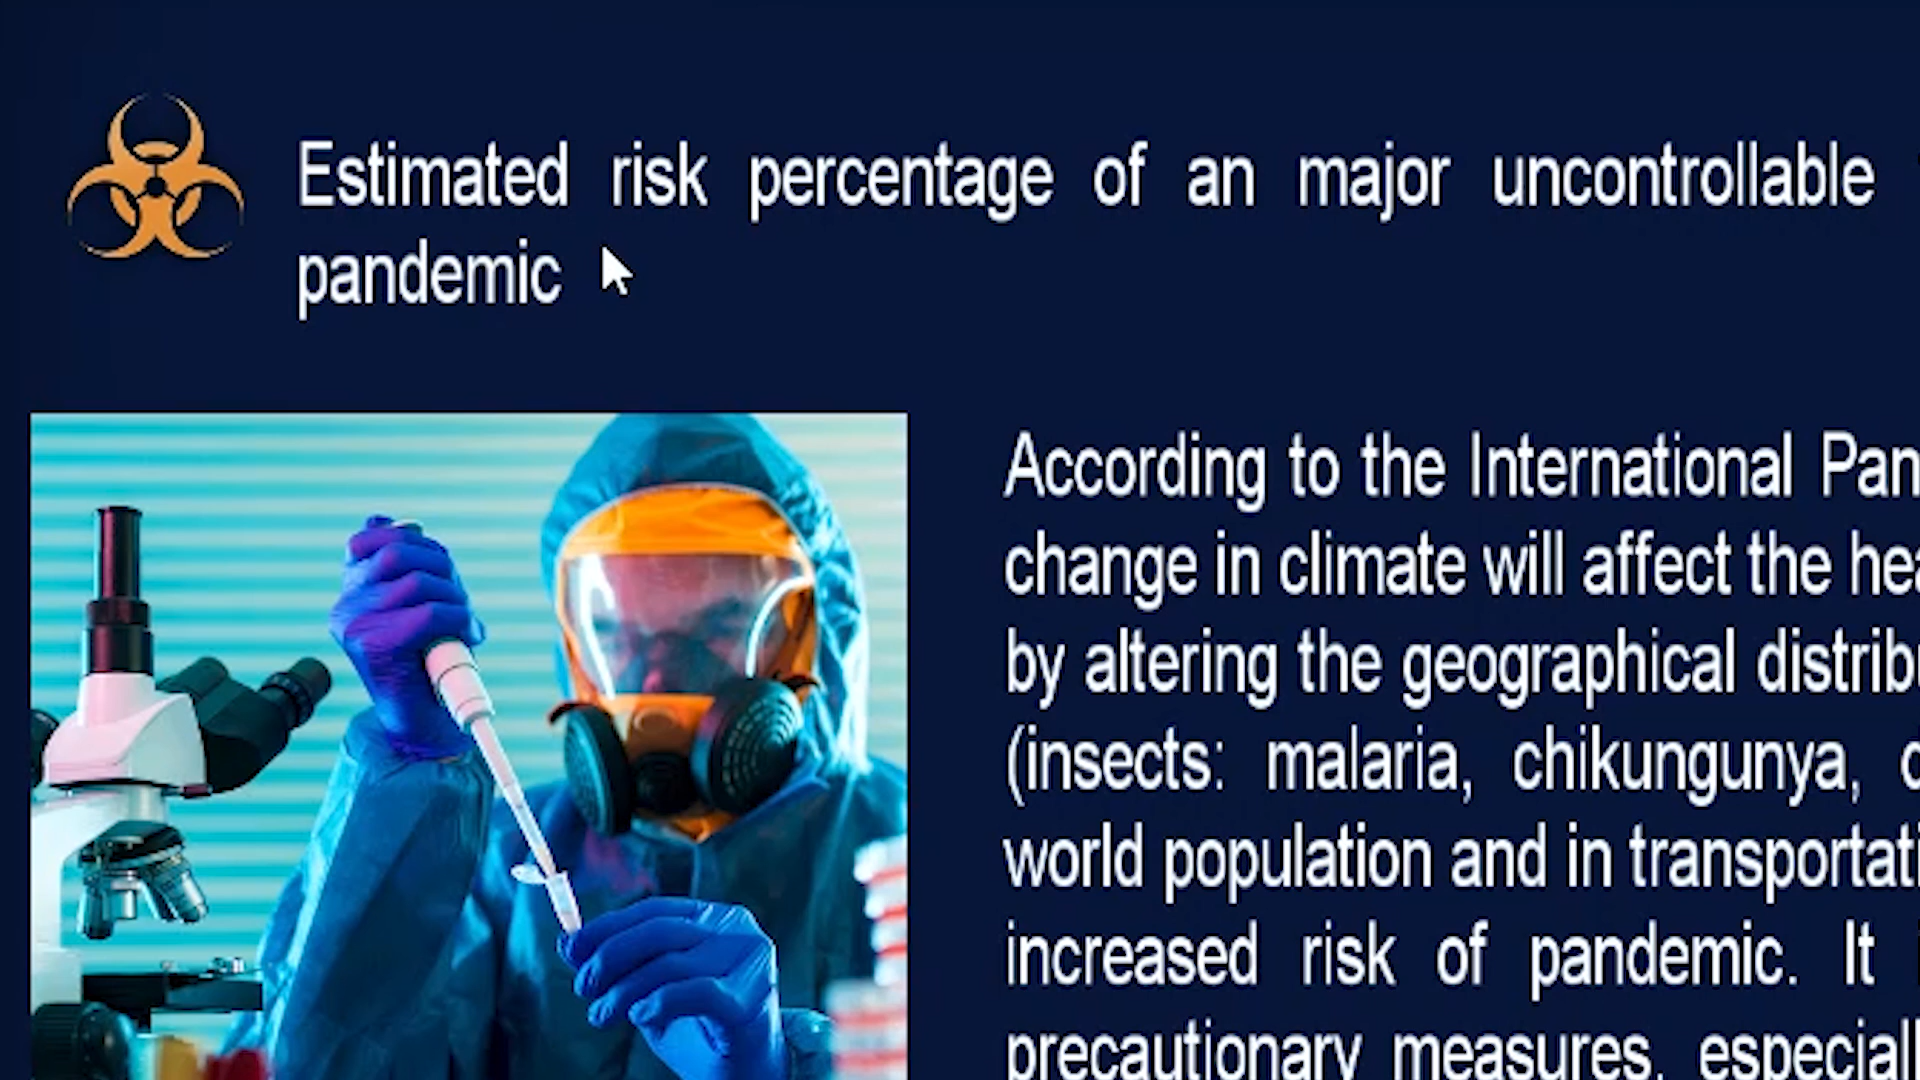 Estimated risk percentage of an major uncontrollable
pandemic
According to the International
change in climate will affect the
by altering the geographical
(insects: malaria, chikungunya,
world population and in
increased risk of pandemic. It
precautionary measures,